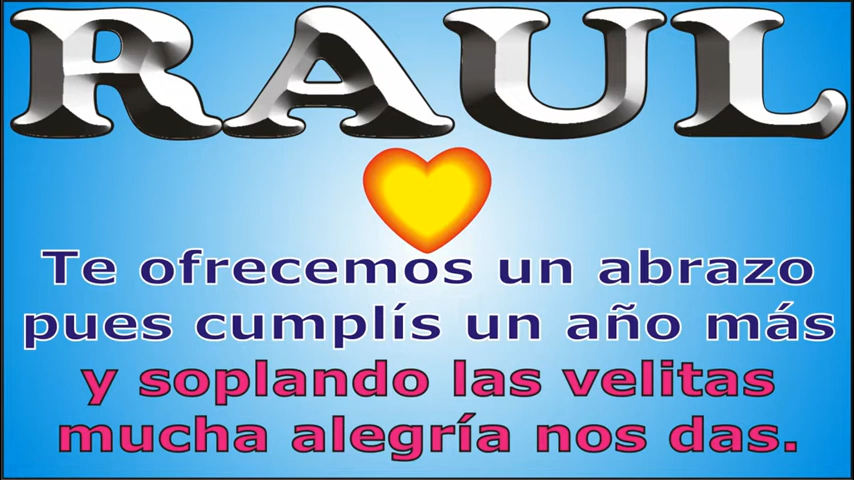 RAUL
Te ofrecemos un abrazo
pues cumplís un año más
y soplando las velitas
mucha alegría nos das.